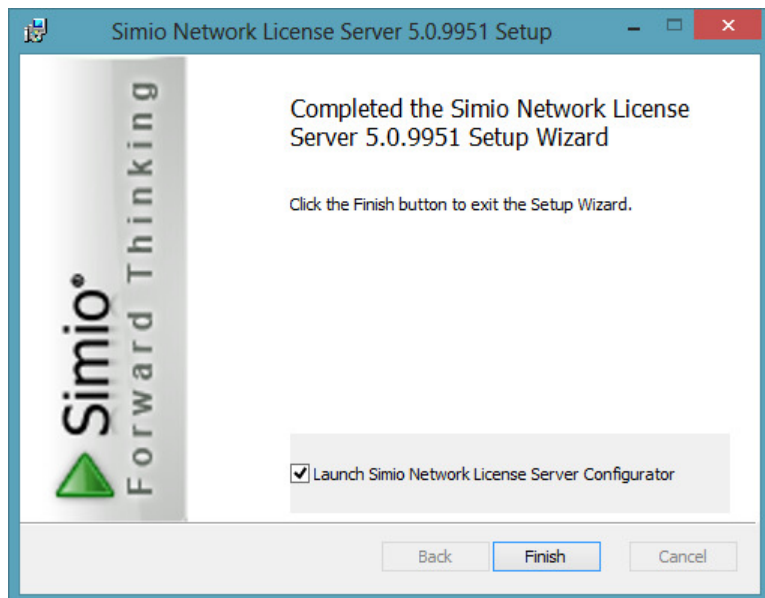 Simio Network License Server 5.0.9951 Setup
Simio®
Forward Thinking
Completed the Simio Network License
Server 5.0.9951 Setup Wizard
Click the Finish button to exit the Setup Wizard.
Launch Simio Network License Server Configurator
Back
Finish
Cancel